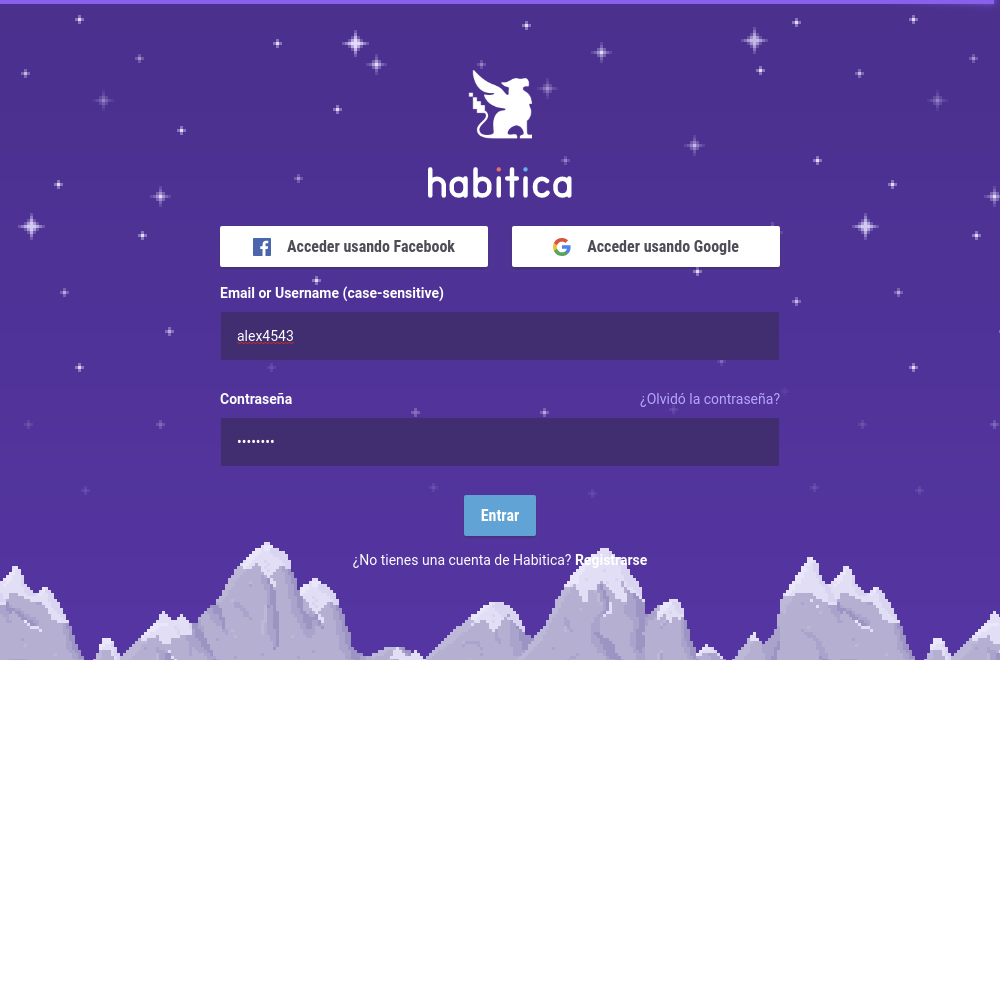 habitica
Acceder usando Facebook
Acceder usando Google
Email or Username (case-sensitive)
alex4543
Contraseña
¿Olvidó la contraseña?
••••••••
Entrar
¿No tienes una cuenta de Habitica? Registrarse